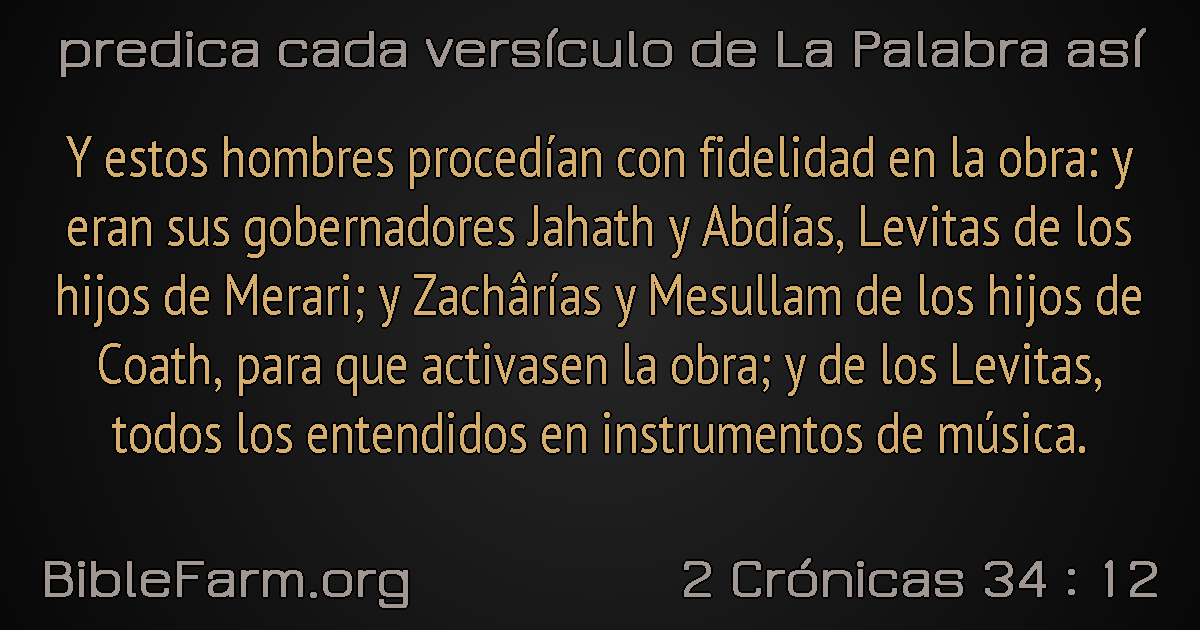 predica cada versículo de La Palabra así
Y estos hombres procedían con fidelidad en la obra: y
eran sus gobernadores Jahath y Abdías, Levitas de los
hijos de Merari; y Zachârías y Mesullam de los hijos de
Coath, para que activasen la obra; y de los Levitas,
todos los entendidos en instrumentos de música.
BibleFarm.org
2 Crónicas 34 : 12